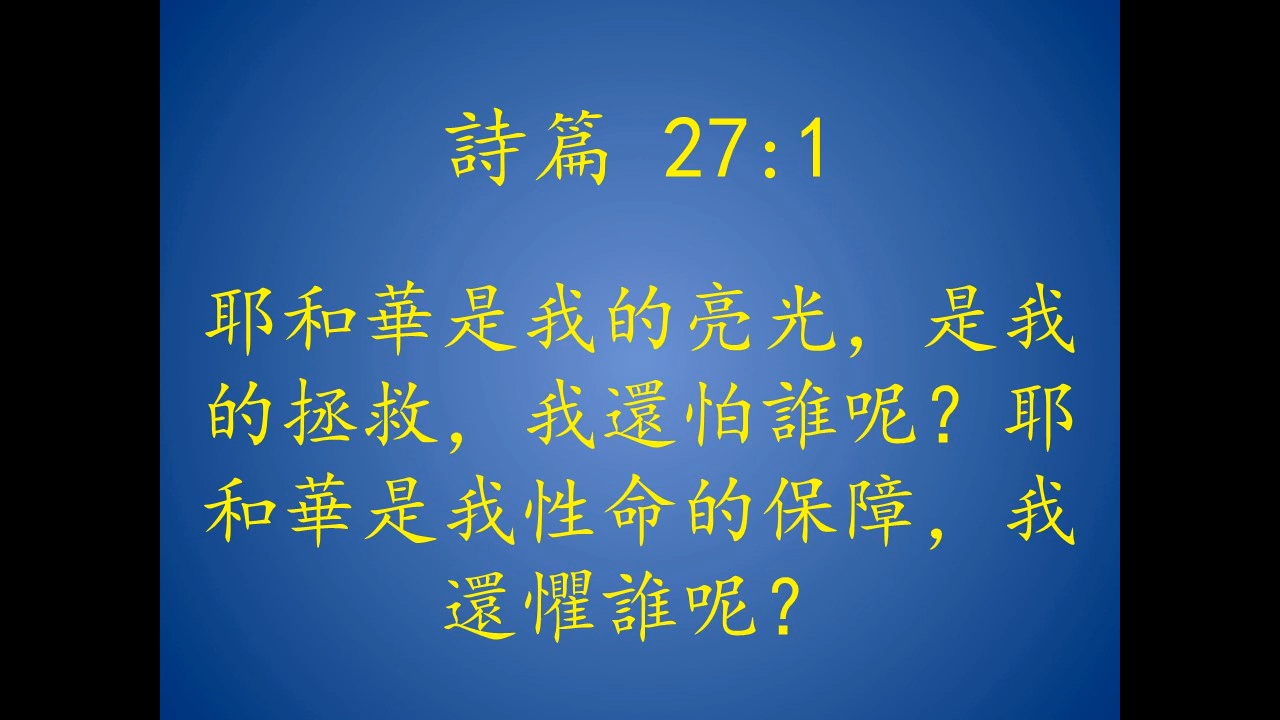 詩篇 27:1
耶和華是我的亮光, 是我
的拯救, 我還怕誰呢? 耶
和華是我性命的保障, 我
還懼誰呢?